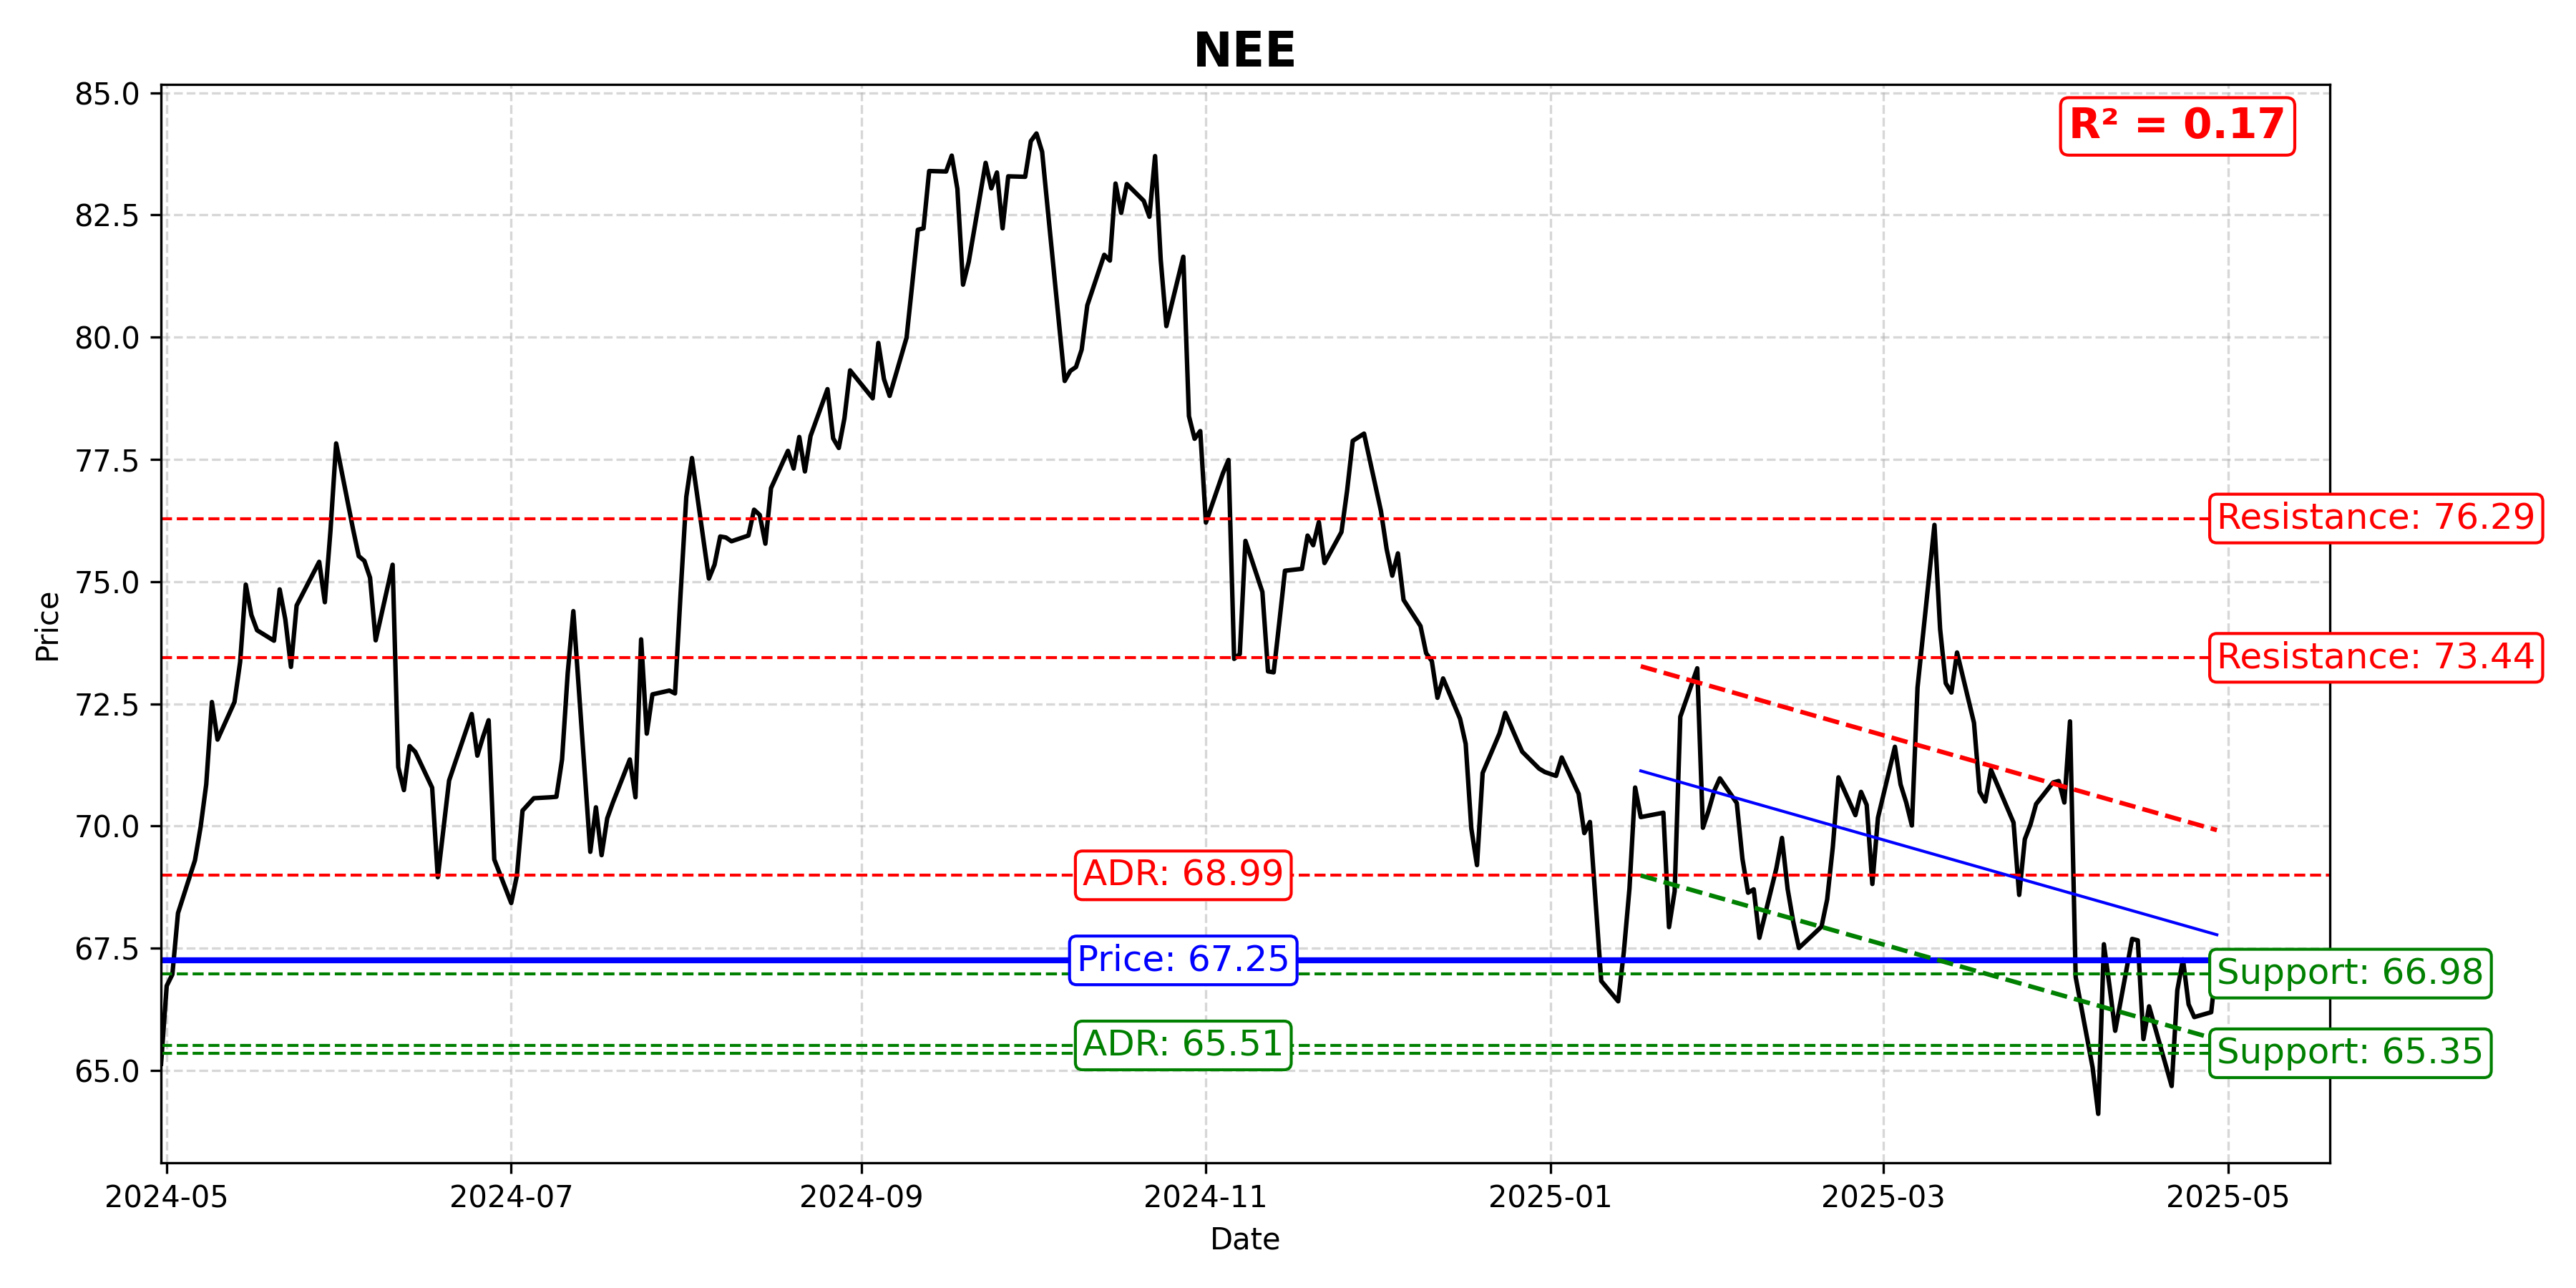 NEE
R² = 0.17
85.0
82.5
80.0
77.5
75.0
72.5
70.0
67.5
65.0
Price
Resistance: 76.29
Resistance: 73.44
ADR: 68.99
Price: 67.25
Support: 66.98
ADR: 65.51
Support: 65.35
2024-05
2024-07
2024-09
2024-11
2025-01
2025-03
2025-05
Date